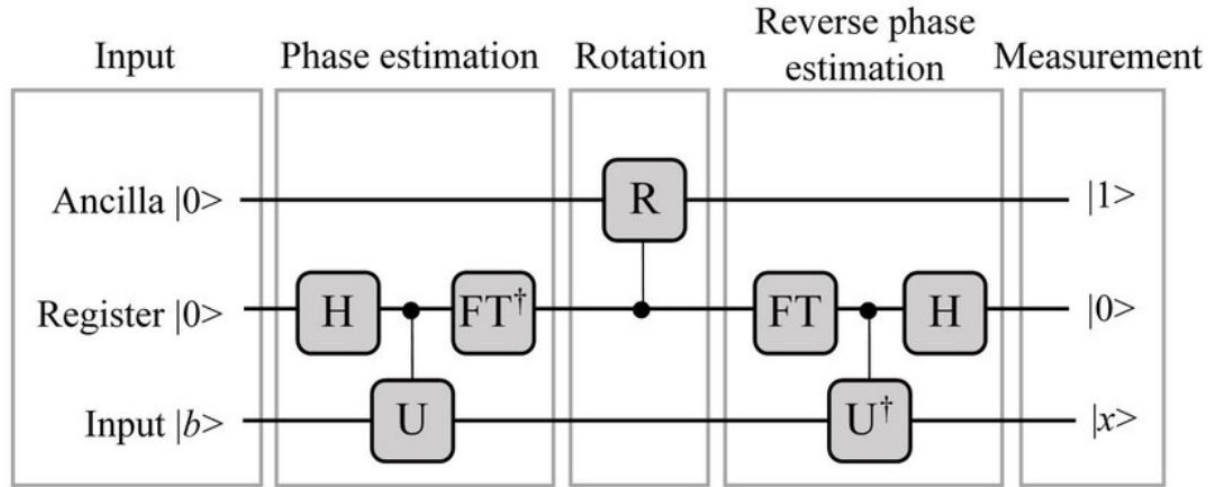 Input
Phase estimation
Rotation
Reverse phase
estimation
Measurement
Ancilla |0>
R
|1>
Register |0>
H
FT†
FT
H
|0>
Input |b>
U
U†
|x>